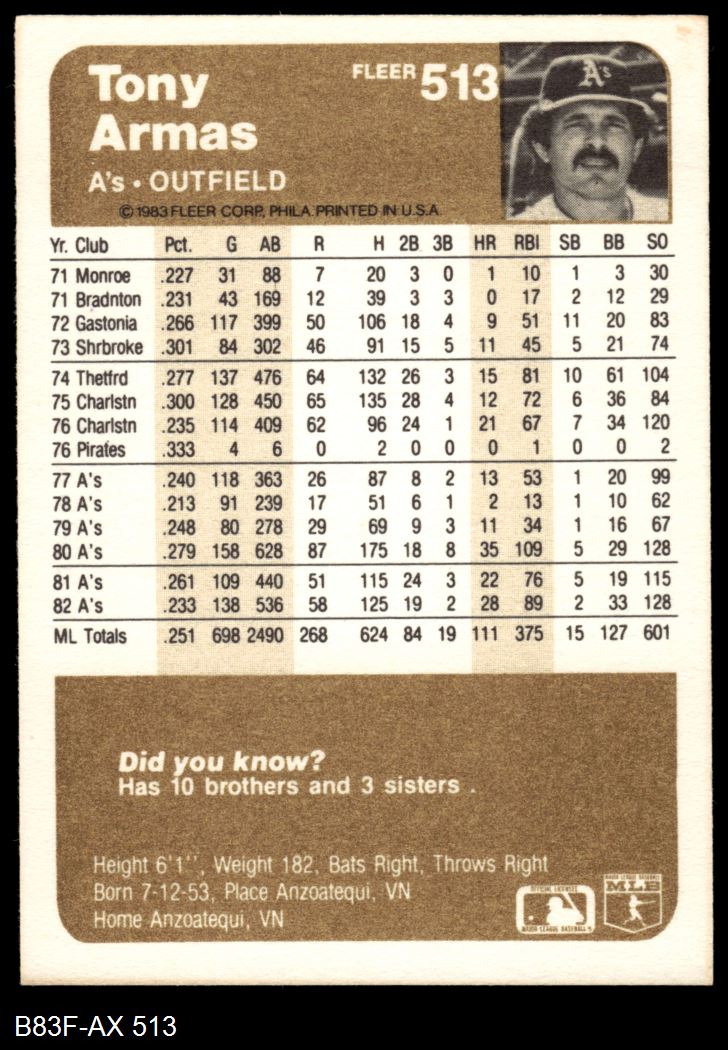 Tony
Armas
FLEER 513
A's
A's • OUTFIELD
© 1983 FLEER CORP., PHILA. PRINTED IN U.S.A.
Yr. Club Pct. G AB R H 2B 3B HR RBI SB BB SO
71 Monroe .227 31 88 7 20 3 0 1 10 1 3 30
71 Bradnton .231 43 169 12 39 3 3 0 17 2 12 29
72 Gastonia .266 117 399 50 106 18 4 9 51 11 20 83
73 Shrbroke .301 84 302 46 91 15 5 11 45 5 21 74
74 Thetfrd .277 137 476 64 132 26 3 15 81 10 61 104
75 Charlstn .300 128 450 65 135 28 4 12 72 6 36 84
76 Charlstn .235 114 409 62 96 24 1 21 67 7 34 120
76 Pirates .333 4 6 0 2 0 0 0 1 0 0 2
77 A's .240 118 363 26 87 8 2 13 53 1 20 99
78 A's .213 91 239 17 51 6 1 2 13 1 10 62
79 A's .248 80 278 29 69 9 3 11 34 1 16 67
80 A's .279 158 628 87 175 18 8 35 109 5 29 128
81 A's .261 109 440 51 115 24 3 22 76 5 19 115
82 A's .233 138 536 58 125 19 2 28 89 2 33 128
ML Totals .251 698 2490 268 624 84 19 111 375 15 127 601
Did you know?
Has 10 brothers and 3 sisters .
Height 6'1'', Weight 182, Bats Right, Throws Right
Born 7-12-53, Place Anzoatequi, VN
Home Anzoatequi, VN
OFFICIAL LICENSEE
MAJOR LEAGUE BASEBALL
MAJOR LEAGUE BASEBALL
MLB
B83F-AX 513